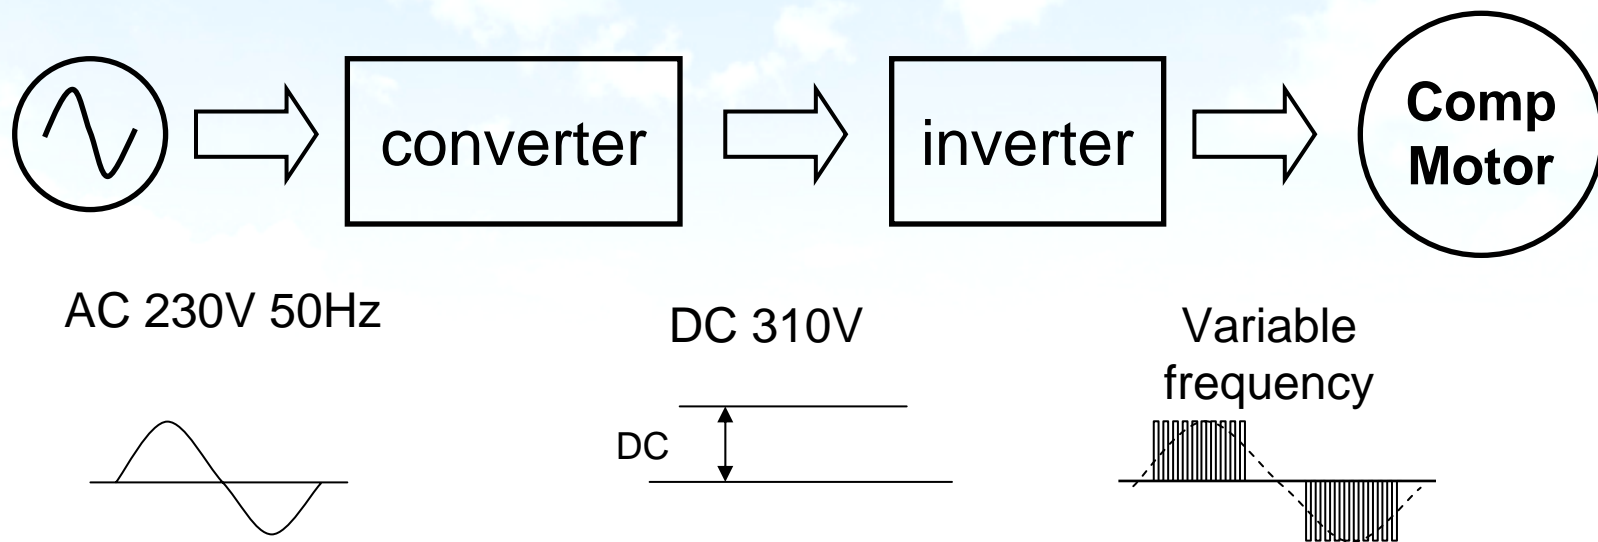 converter
inverter
Comp
Motor
AC 230V 50Hz
DC 310V
Variable
frequency
DC